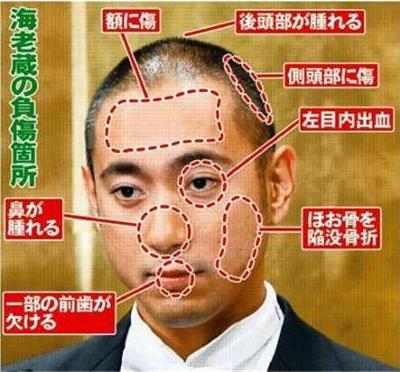 海老蔵の負傷箇所
額に傷
後頭部が腫れる
側頭部に傷
左目内出血
鼻が
腫れる
ほお骨を
陥没骨折
一部の前歯が
欠ける